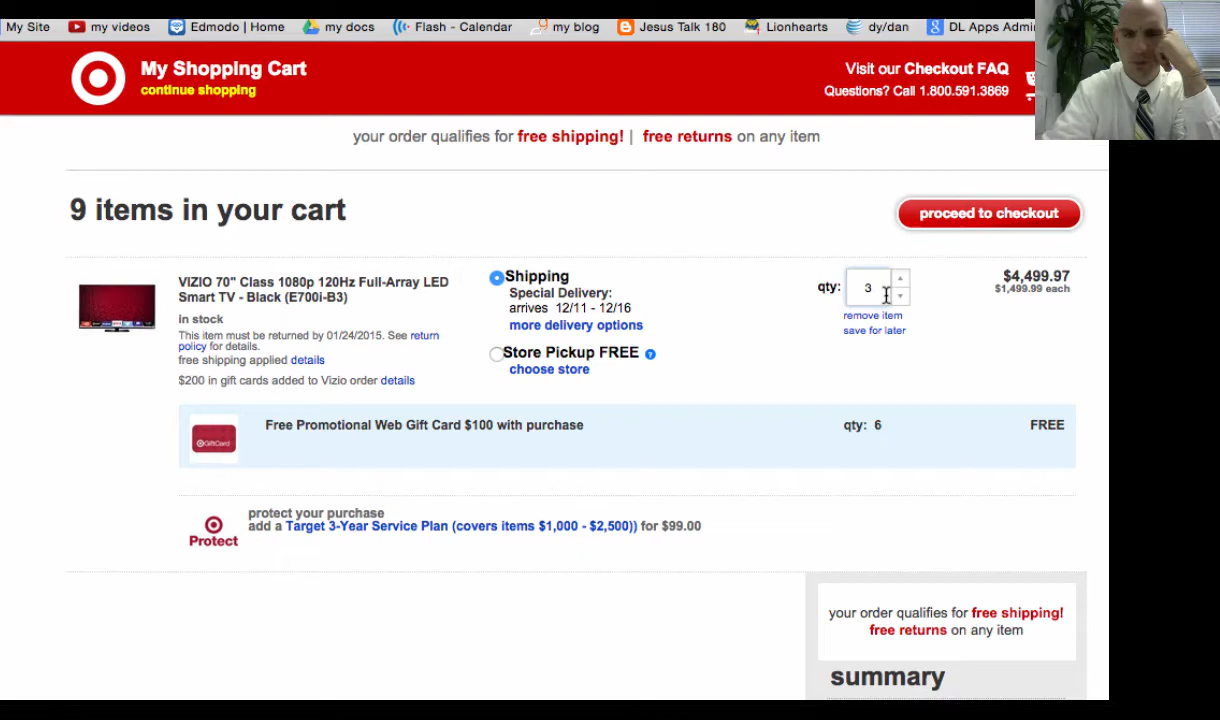 My Site my videos Edmodo | Home my docs Flash - Calendar my blog Jesus Talk 180 Lionhearts dy/dan DL Apps Admi
My Shopping Cart
continue shopping
Visit our Checkout FAQ
Questions? Call 1.800.591.3869
your order qualifies for free shipping! | free returns on any item
9 items in your cart
proceed to checkout
VIZIO 70" Class 1080p 120Hz Full-Array LED
Smart TV - Black (E700i-B3)
in stock
This item must be returned by 01/24/2015. See return
policy for details.
free shipping applied details
$200 in gift cards added to Vizio order details
Shipping
Special Delivery:
arrives 12/11 - 12/16
more delivery options
Store Pickup FREE ?
choose store
qty: 3
remove item
save for later
$4,499.97
$1,499.99 each
GiftCard
Free Promotional Web Gift Card $100 with purchase qty: 6 FREE
Protect
protect your purchase
add a Target 3-Year Service Plan (covers items $1,000 - $2,500)) for $99.00
your order qualifies for free shipping!
free returns on any item
summary